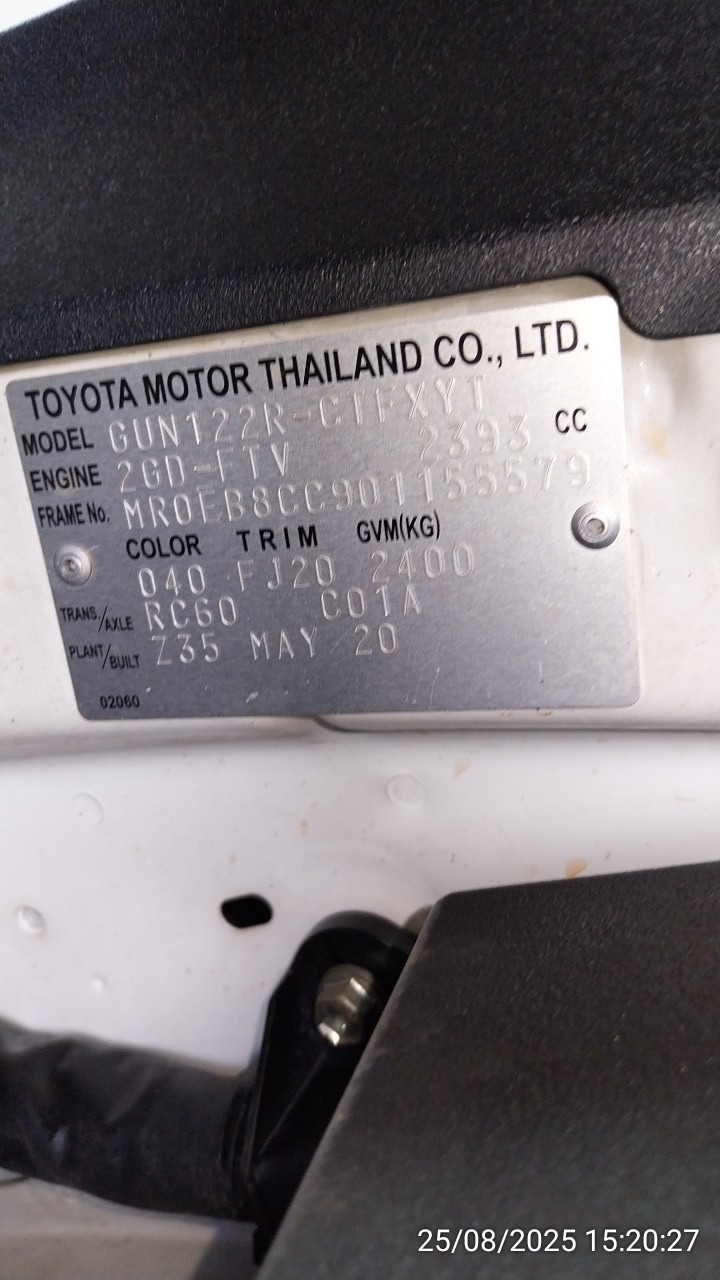 TOYOTA MOTOR THAILAND CO., LTD.
MODEL GUN122R-CTFXYT
ENGINE 2GD-FTV 2393 CC
FRAME No. MR0EB8CC901155579
COLOR TRIM GVM(KG)
040 FJ20 2400
TRANS./AXLE RC60 C01A
PLANT/BUILT Z35 MAY 20
02060
25/08/2025 15:20:27